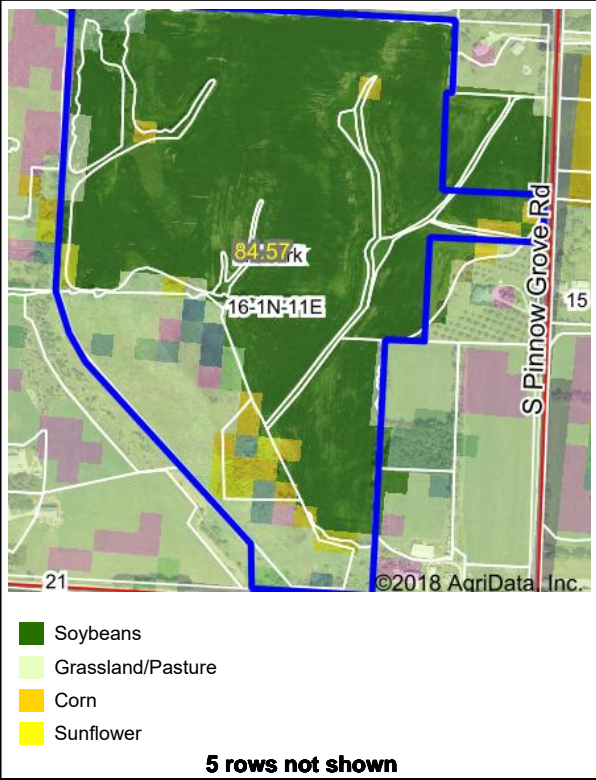 84.57
rk
16-1N-11E
S Pinnow Grove Rd
15
21
©2018 AgriData, Inc.
Soybeans
Grassland/Pasture
Corn
Sunflower
5 rows not shown